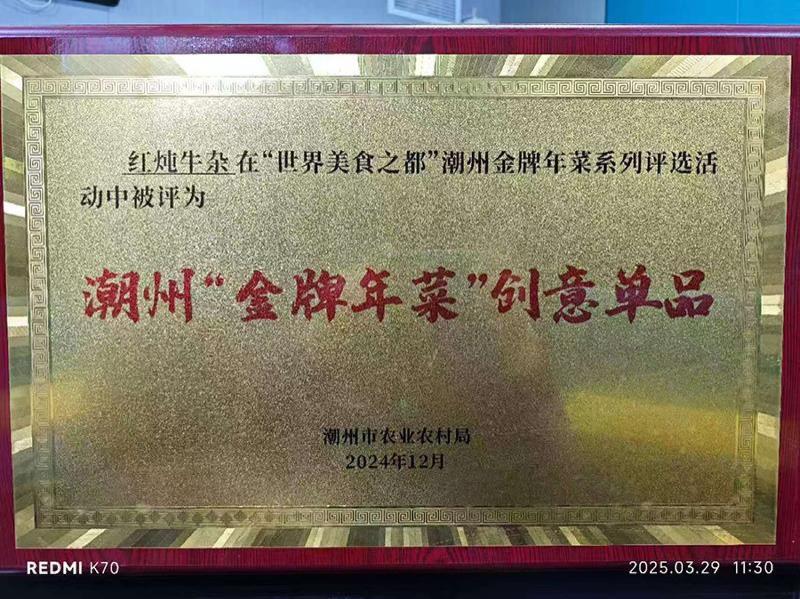 红炖牛杂在“世界美食之都”潮州金牌年菜系列评选活
动中被评为
潮州“金牌年菜”创意单品
潮州市农业农村局
2024年12月
REDMI K70
2025.03.29 11:30